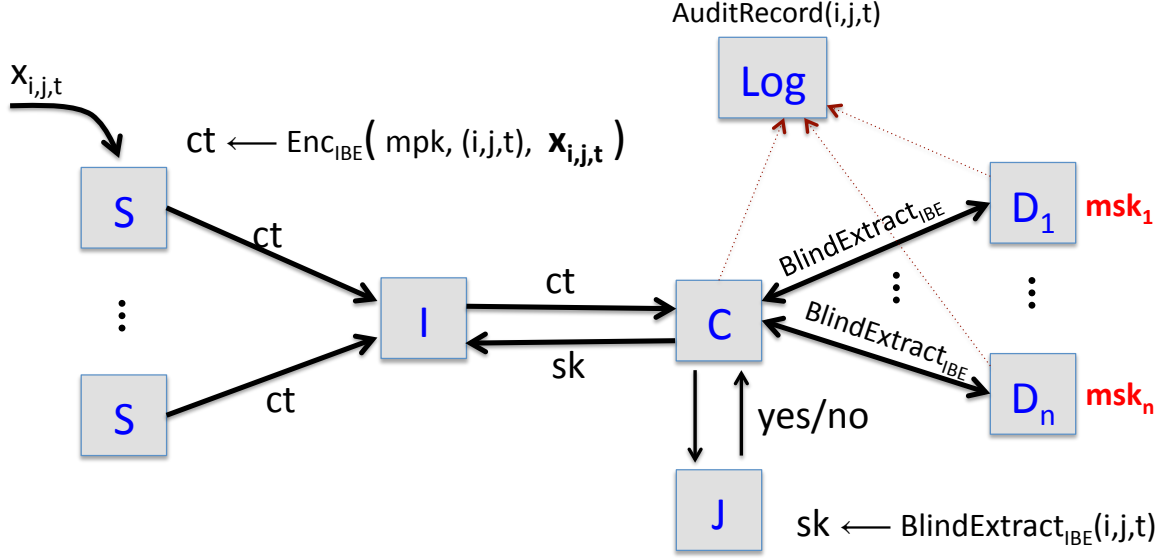 AuditRecord(i,j,t)
x_{i,j,t}
Log
ct ⟵ Enc_{IBE}( mpk, (i,j,t), x_{i,j,t} )
S
D_1
msk_1
BlindExtract_{IBE}
ct
⋮
⋮
⋮
ct
I
C
sk
BlindExtract_{IBE}
ct
S
yes/no
D_n
msk_n
J
sk ⟵ BlindExtract_{IBE}(i,j,t)